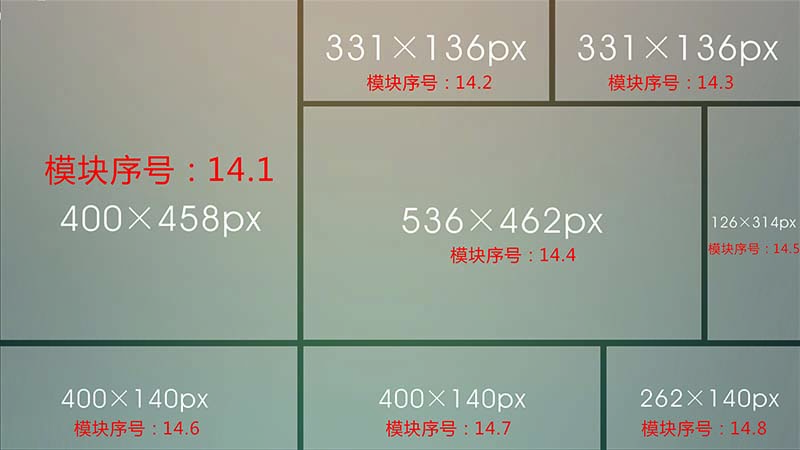 331×136px
模块序号：14.2
331×136px
模块序号：14.3
模块序号：14.1
400×458px
536×462px
模块序号：14.4
126×314px
模块序号：14.5
400×140px
模块序号：14.6
400×140px
模块序号：14.7
262×140px
模块序号：14.8